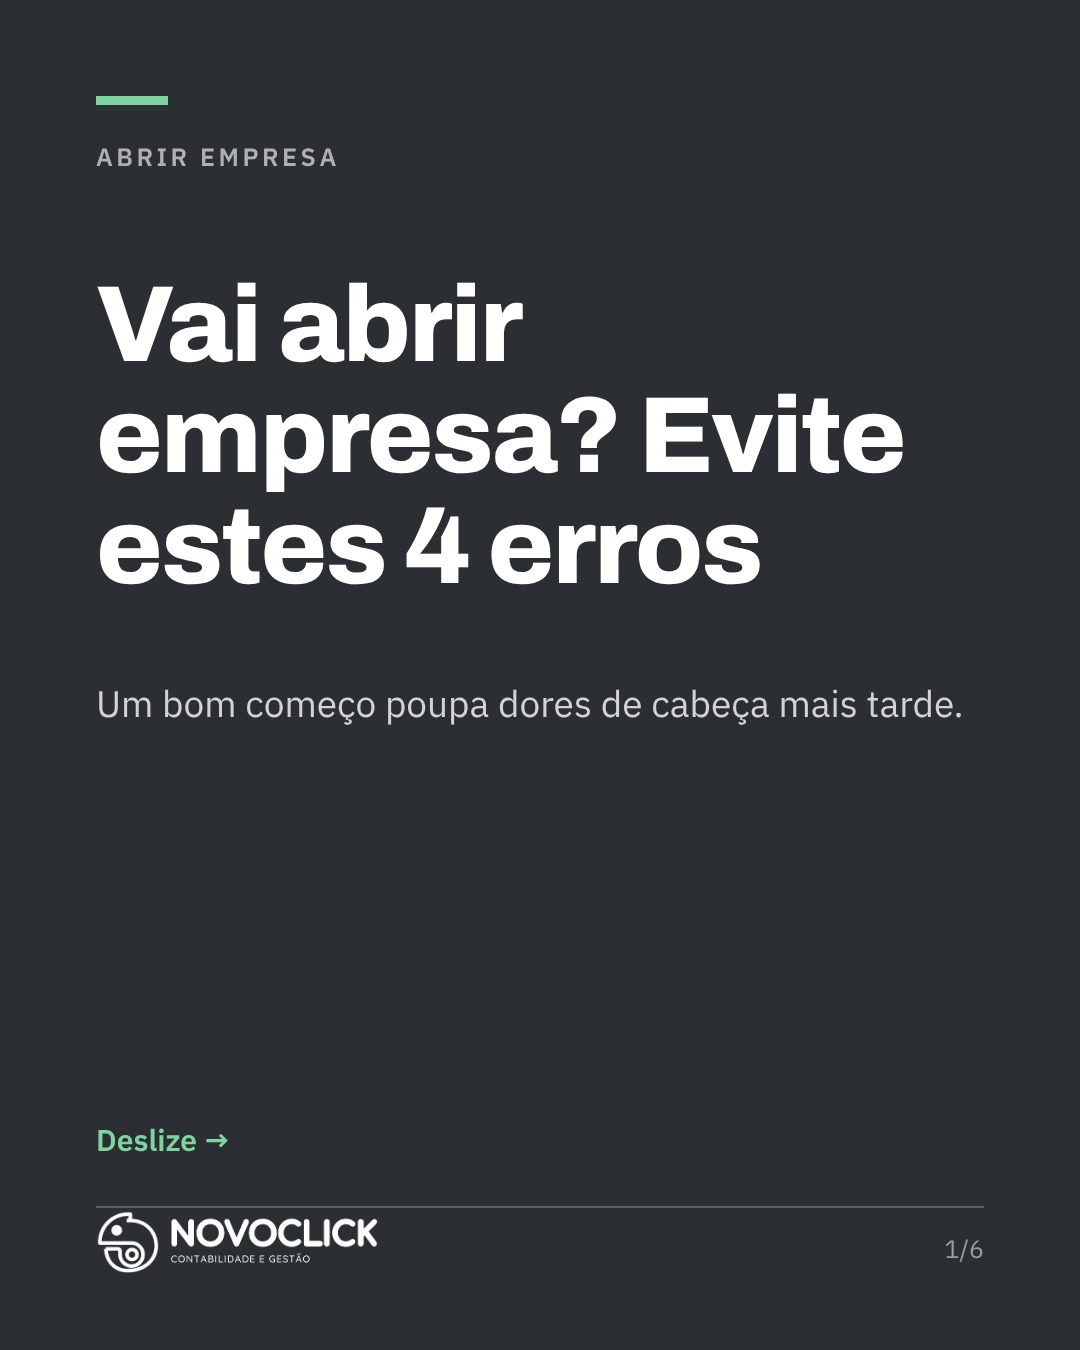 ABRIR EMPRESA
Vai abrir
empresa? Evite
estes 4 erros
Um bom começo poupa dores de cabeça mais tarde.
Deslize →
NOVOCLICK
CONTABILIDADE E GESTÃO
1/6